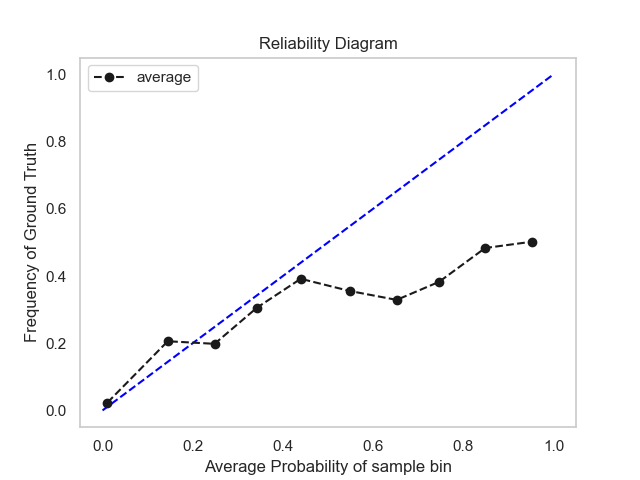 Reliability Diagram
average
Frequency of Ground Truth
1.0
0.8
0.6
0.4
0.2
0.0
0.0 0.2 0.4 0.6 0.8 1.0
Average Probability of sample bin